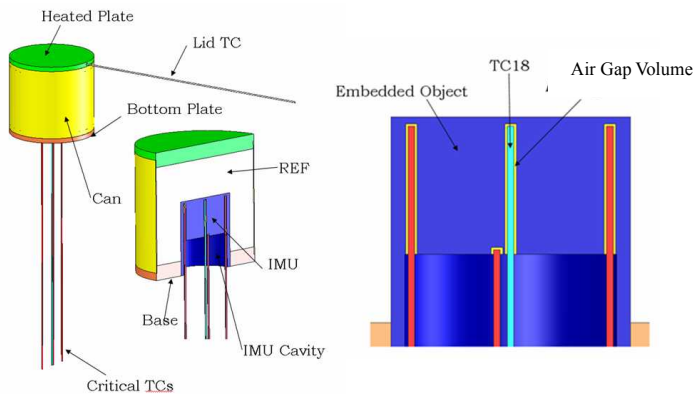 Heated Plate
Lid TC
Bottom Plate
Can
REF
IMU
Base
IMU Cavity
Critical TCs
TC18
Air Gap Volume
Embedded Object